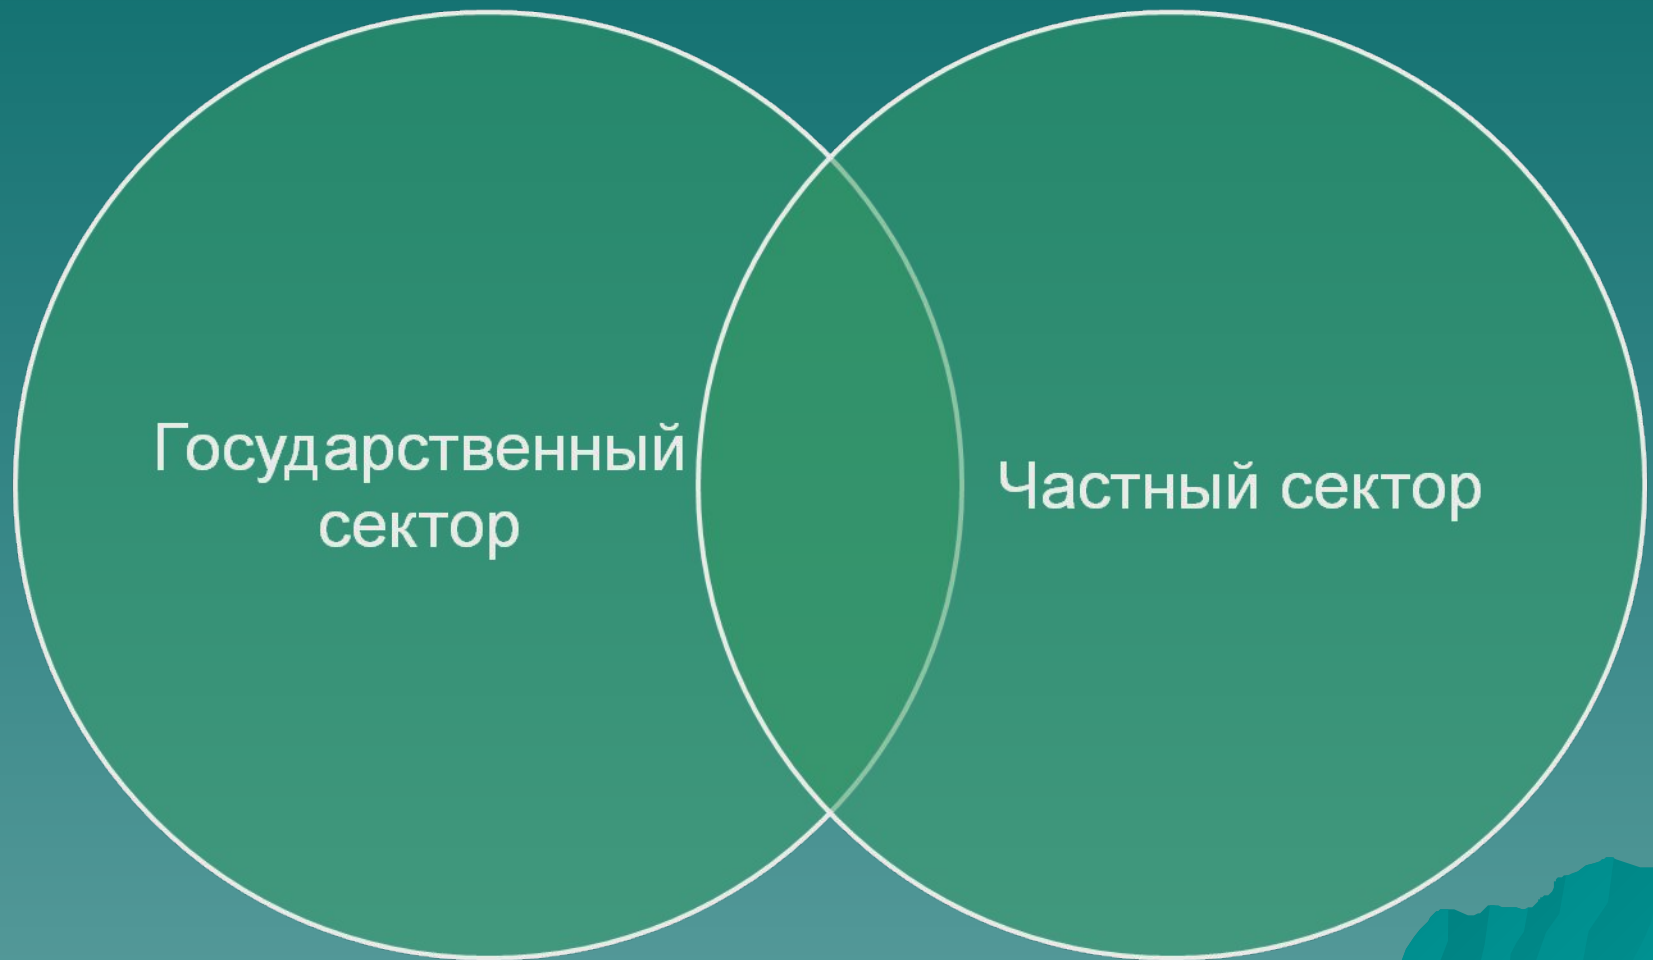 Государственный
сектор
Частный сектор